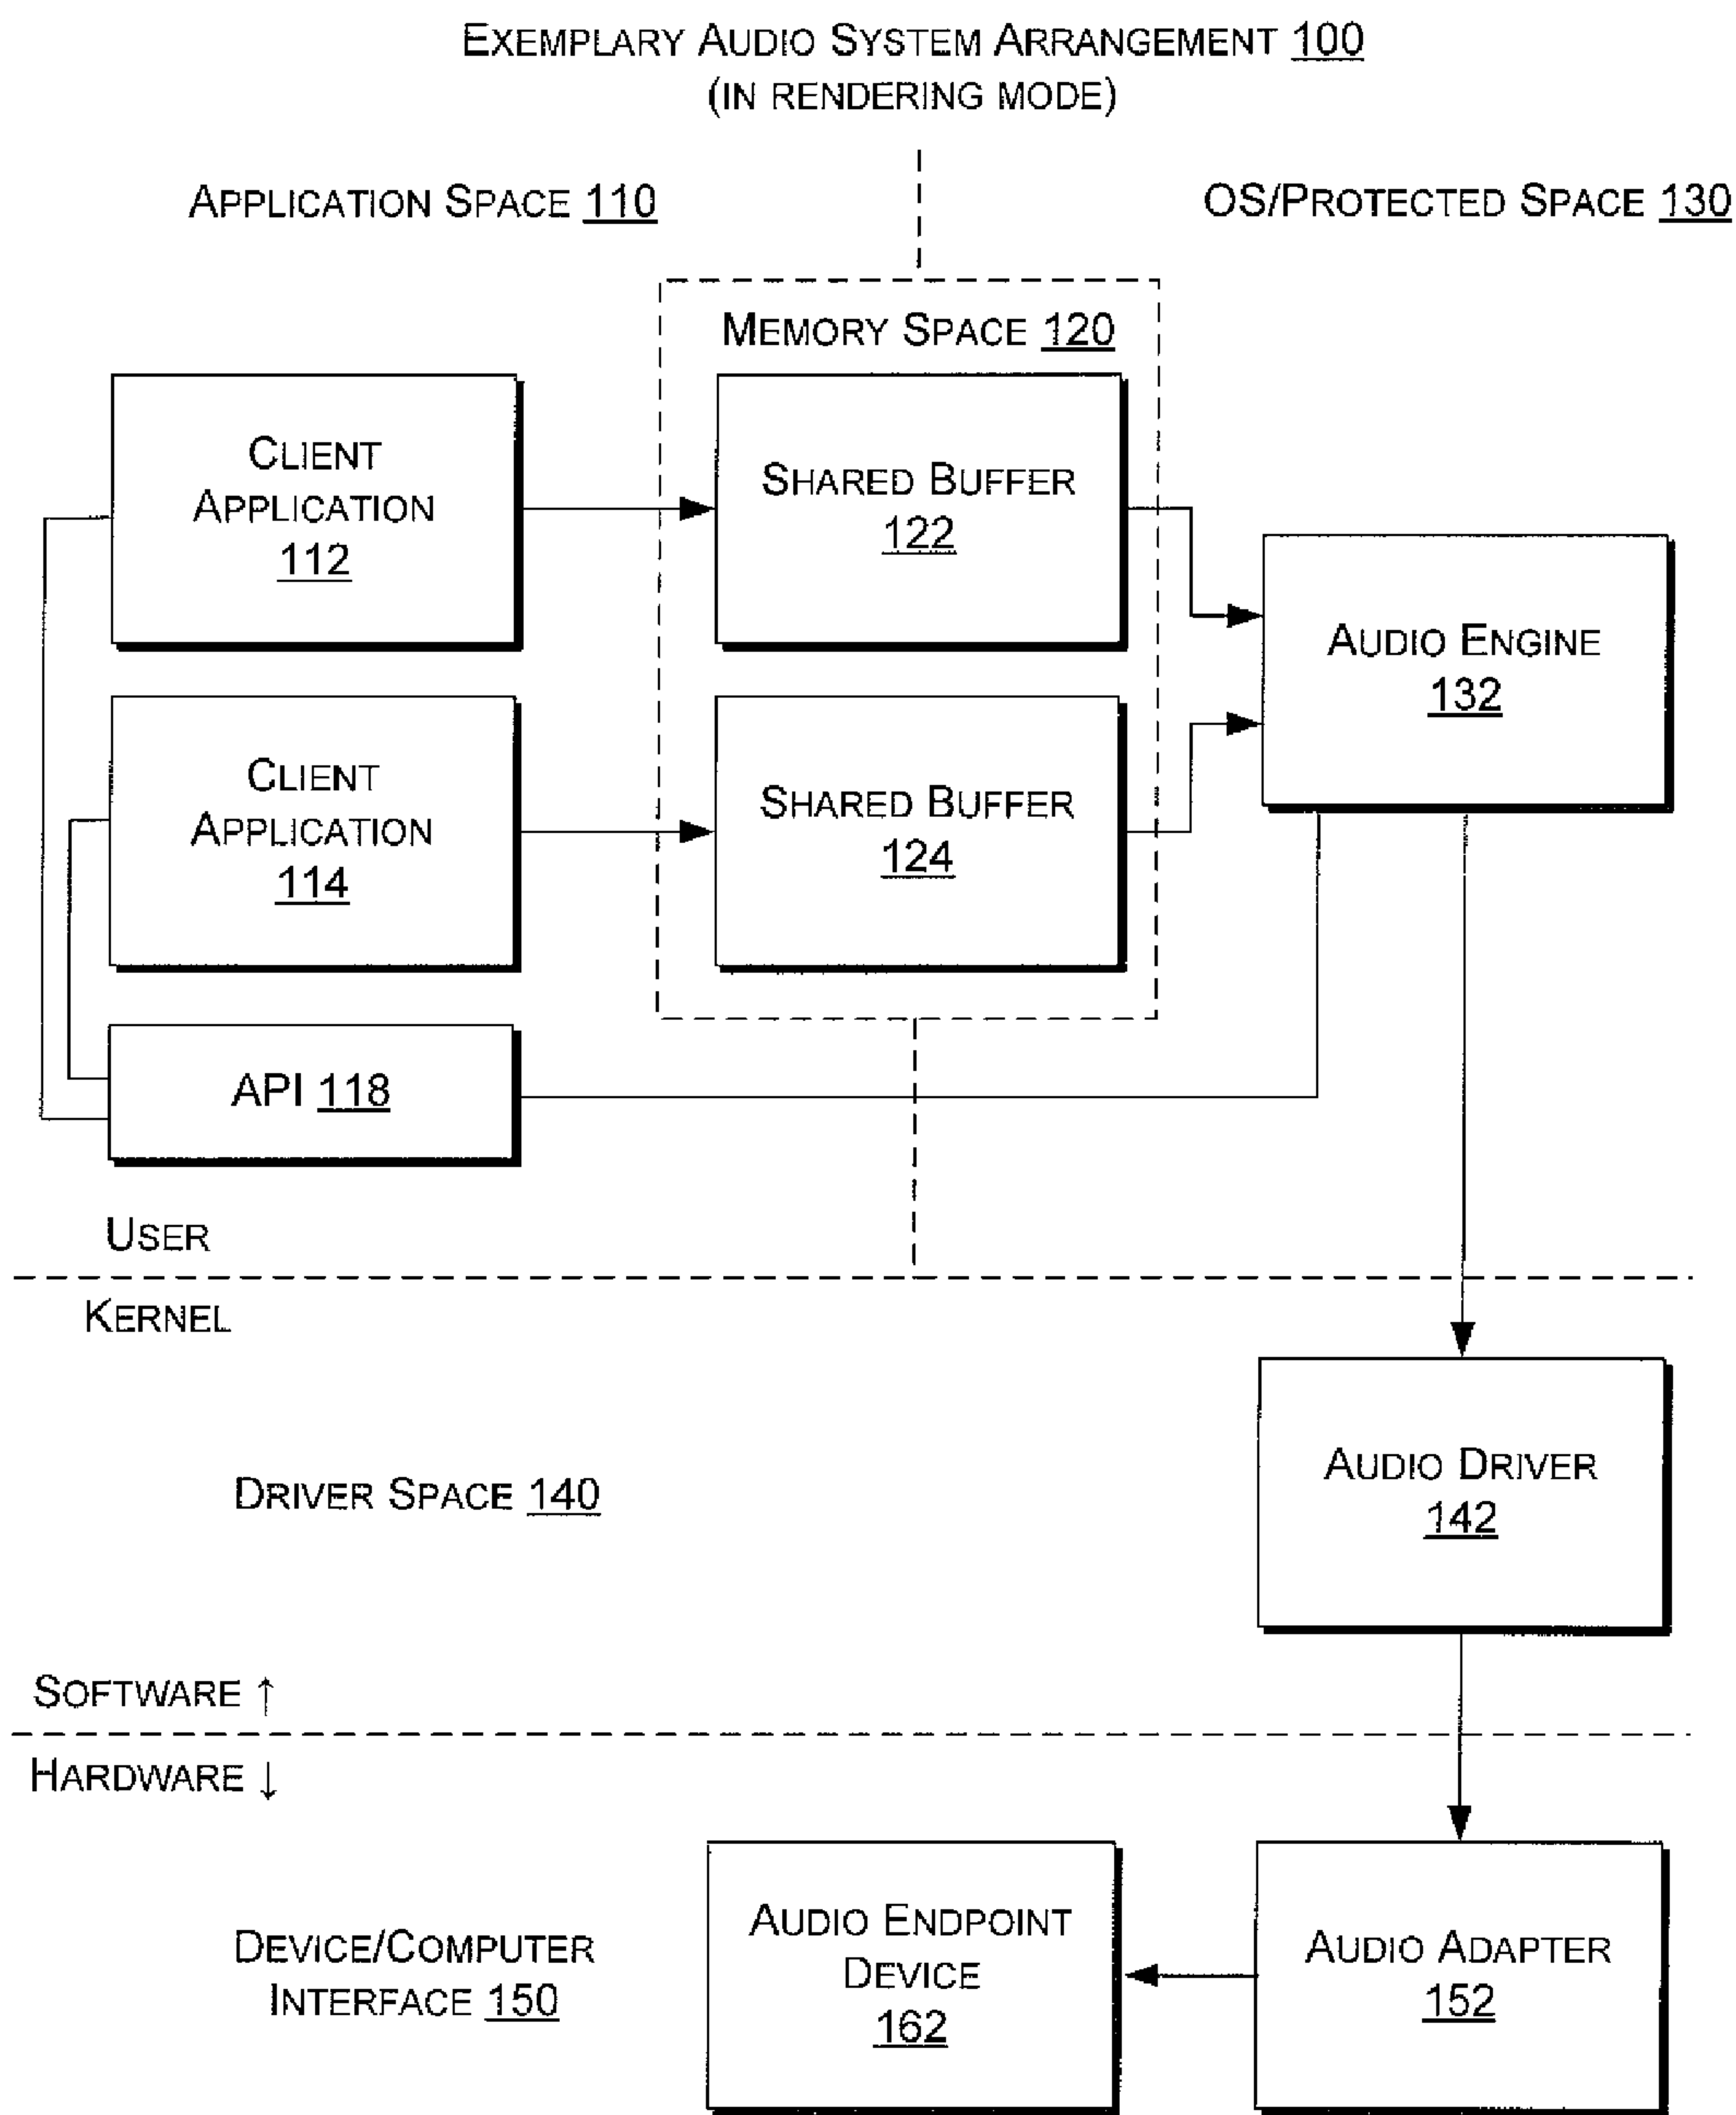 EXEMPLARY AUDIO SYSTEM ARRANGEMENT 100
(IN RENDERING MODE)
APPLICATION SPACE 110
OS/PROTECTED SPACE 130
MEMORY SPACE 120
CLIENT
APPLICATION
112
SHARED BUFFER
122
AUDIO ENGINE
132
CLIENT
APPLICATION
114
SHARED BUFFER
124
API 118
USER
KERNEL
AUDIO DRIVER
142
DRIVER SPACE 140
SOFTWARE ↑
HARDWARE ↓
DEVICE/COMPUTER
INTERFACE 150
AUDIO ENDPOINT
DEVICE
162
AUDIO ADAPTER
152